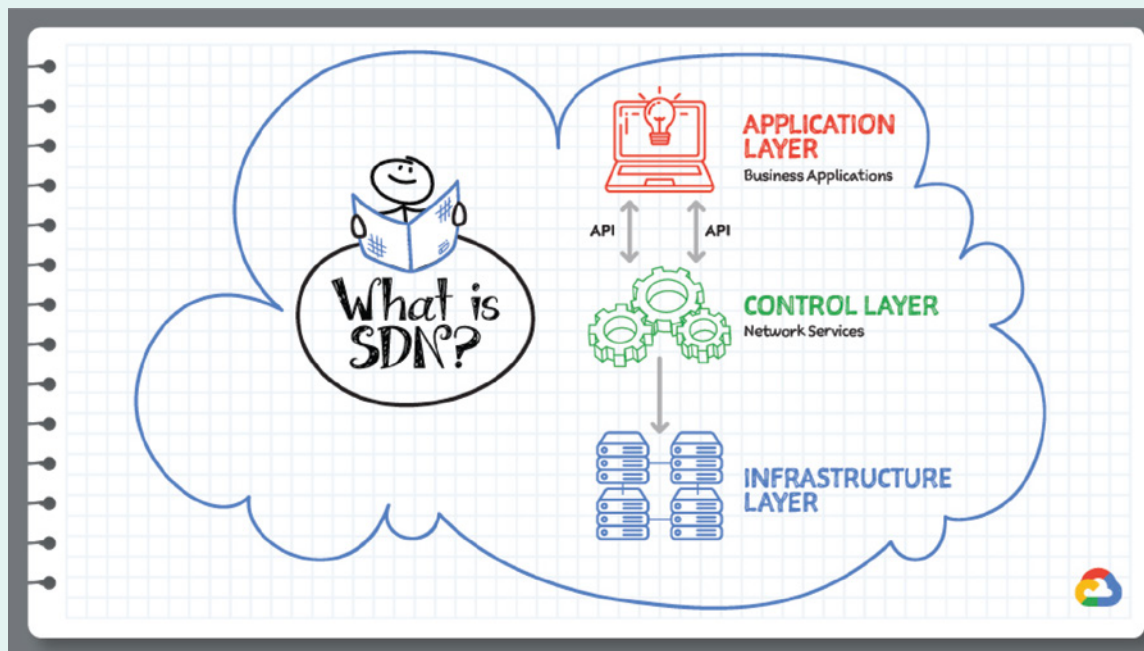 What is
SDN?
APPLICATION
LAYER
Business Applications
API
API
CONTROL LAYER
Network Services
INFRASTRUCTURE
LAYER